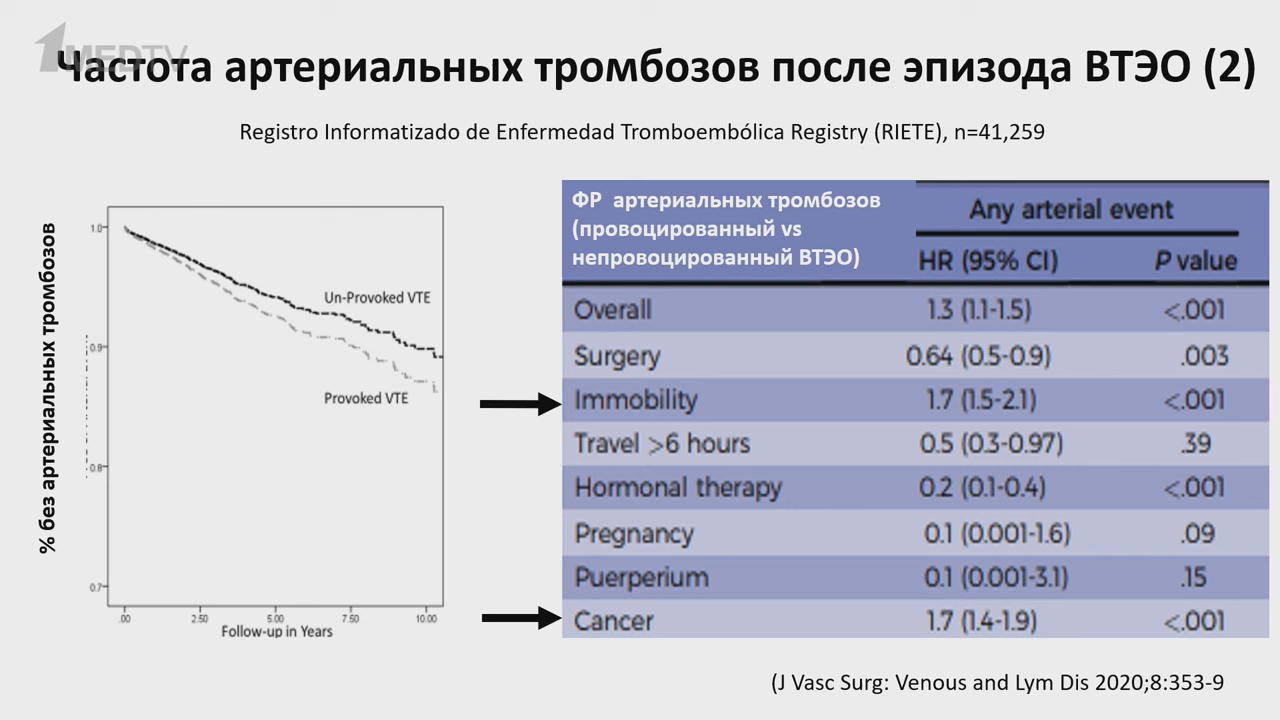 1MEDTV
Частота артериальных тромбозов после эпизода ВТЭО (2)
Registro Informatizado de Enfermedad Tromboembólica Registry (RIETE), n=41,259
% без артериальных тромбозов
1.0
0.9
0.8
0.7
Un-Provoked VTE
Provoked VTE
.00 2.50 5.00 7.50 10.00
Follow-up in Years
ФР артериальных тромбозов
(провоцированный vs
непровоцированный ВТЭО)
Any arterial event
HR (95% CI) P value
Overall 1.3 (1.1-1.5) <.001
Surgery 0.64 (0.5-0.9) .003
Immobility 1.7 (1.5-2.1) <.001
Travel >6 hours 0.5 (0.3-0.97) .39
Hormonal therapy 0.2 (0.1-0.4) <.001
Pregnancy 0.1 (0.001-1.6) .09
Puerperium 0.1 (0.001-3.1) .15
Cancer 1.7 (1.4-1.9) <.001
(J Vasc Surg: Venous and Lym Dis 2020;8:353-9